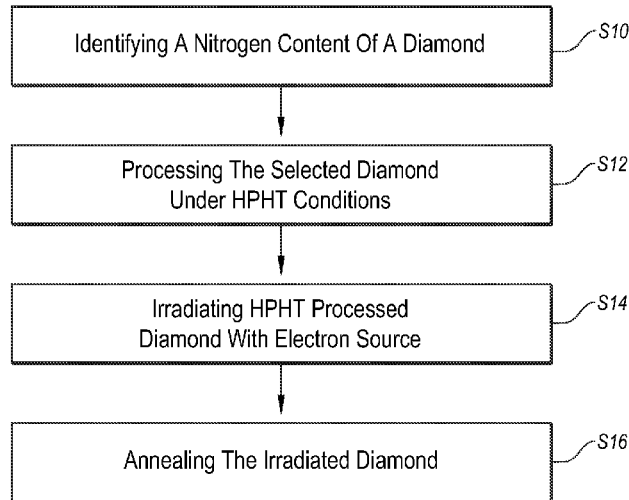 Identifying A Nitrogen Content Of A Diamond
S10
Processing The Selected Diamond
Under HPHT Conditions
S12
Irradiating HPHT Processed
Diamond With Electron Source
S14
Annealing The Irradiated Diamond
S16